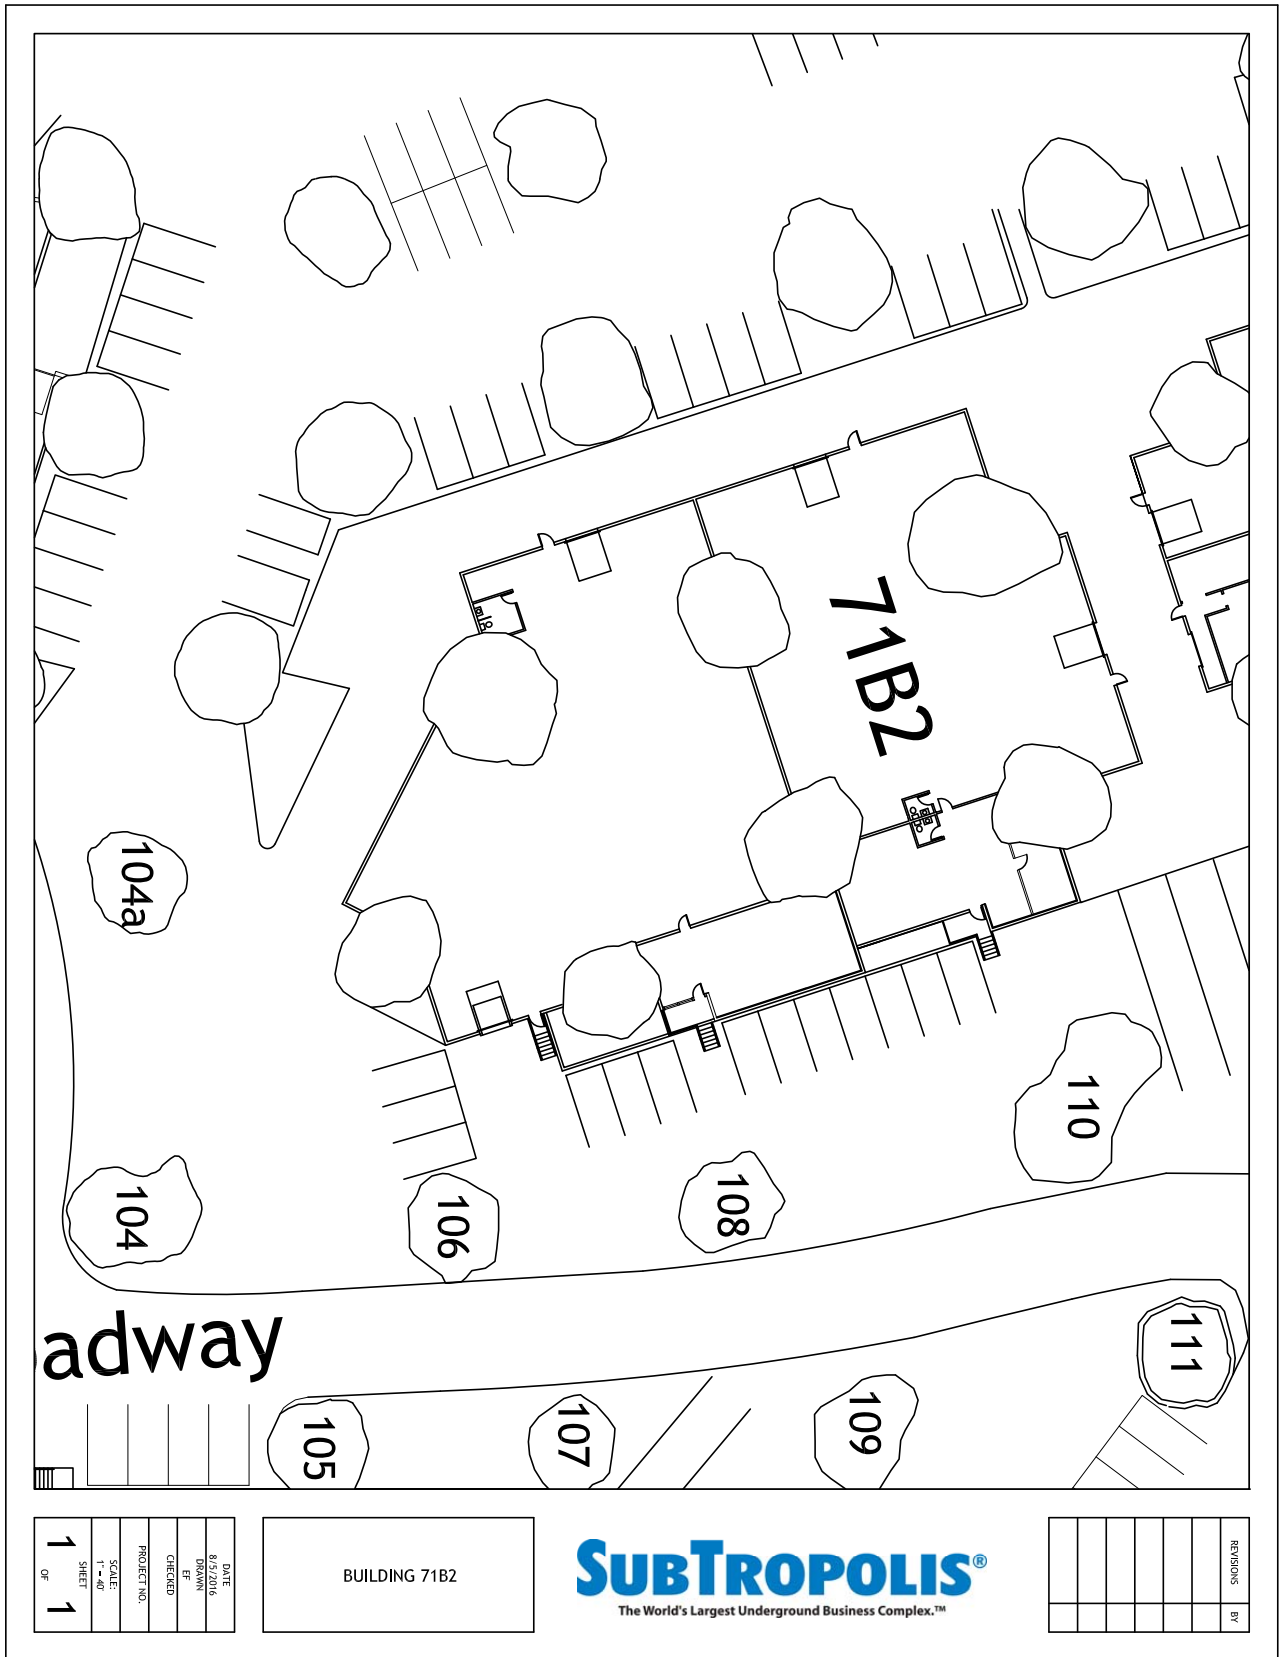 71B2
104a
110
104
106
108
adway
111
105
107
109
DATE
8/5/2016
DRAWN
EF
CHECKED
PROJECT NO.
SCALE:
1" = 40'
SHEET
1 OF 1
BUILDING 71B2
SUBTROPOLIS®
The World's Largest Underground Business Complex.™
REVISIONS BY